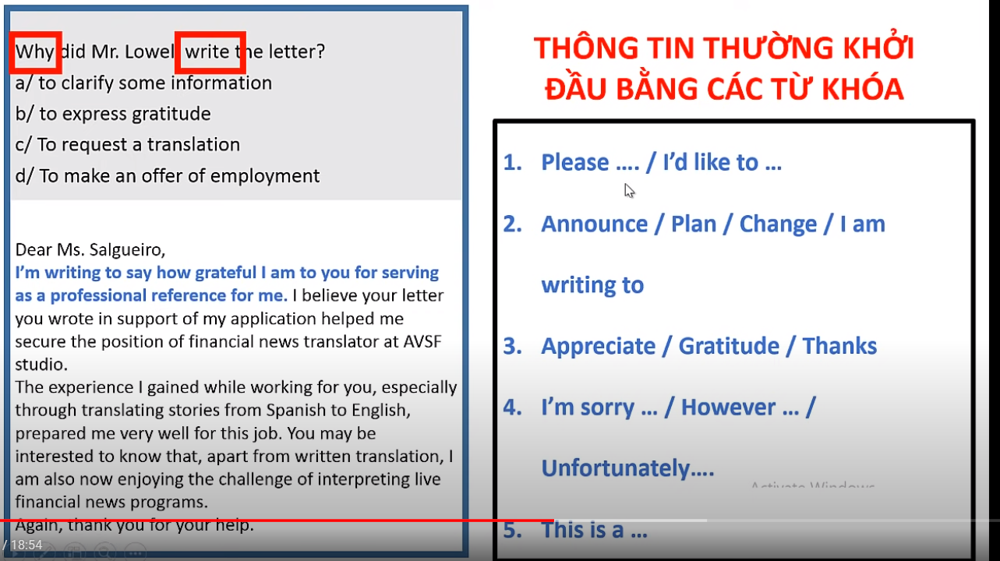 Why did Mr. Lowel write the letter?
a/ to clarify some information
b/ to express gratitude
c/ To request a translation
d/ To make an offer of employment
Dear Ms. Salgueiro,
I'm writing to say how grateful I am to you for serving
as a professional reference for me. I believe your letter
you wrote in support of my application helped me
secure the position of financial news translator at AVSF
studio.
The experience I gained while working for you, especially
through translating stories from Spanish to English,
prepared me very well for this job. You may be
interested to know that, apart from written translation, I
am also now enjoying the challenge of interpreting live
financial news programs.
Again, thank you for your help.
/ 18:54
THÔNG TIN THƯỜNG KHỞI
ĐẦU BẰNG CÁC TỪ KHÓA
1. Please .... / I'd like to ...
2. Announce / Plan / Change / I am
writing to
3. Appreciate / Gratitude / Thanks
4. I'm sorry ... / However ... /
Unfortunately....
Activate Windows
5. This is a ...